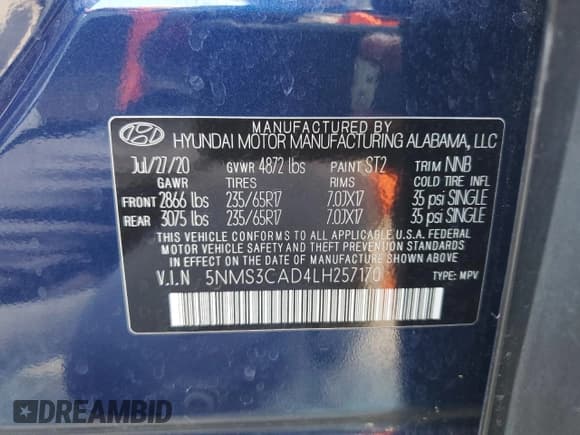 MANUFACTURED BY
HYUNDAI MOTOR MANUFACTURING ALABAMA, LLC
Jul/27/20 GVWR 4872 lbs PAINT ST2 TRIM NNB
GAWR TIRES RIMS COLD TIRE INFL
FRONT 2866 lbs 235/65R17 7.0JX17 35 psi SINGLE
REAR 3075 lbs 235/65R17 7.0JX17 35 psi SINGLE
THIS VEHICLE CONFORMS TO ALL APPLICABLE U.S.A. FEDERAL
MOTOR VEHICLE SAFETY AND THEFT PREVENTION STANDARDS
IN EFFECT ON THE DATE OF MANUFACTURE SHOWN ABOVE
V.I.N 5NMS3CAD4LH257170 TYPE: MPV
DREAMBID